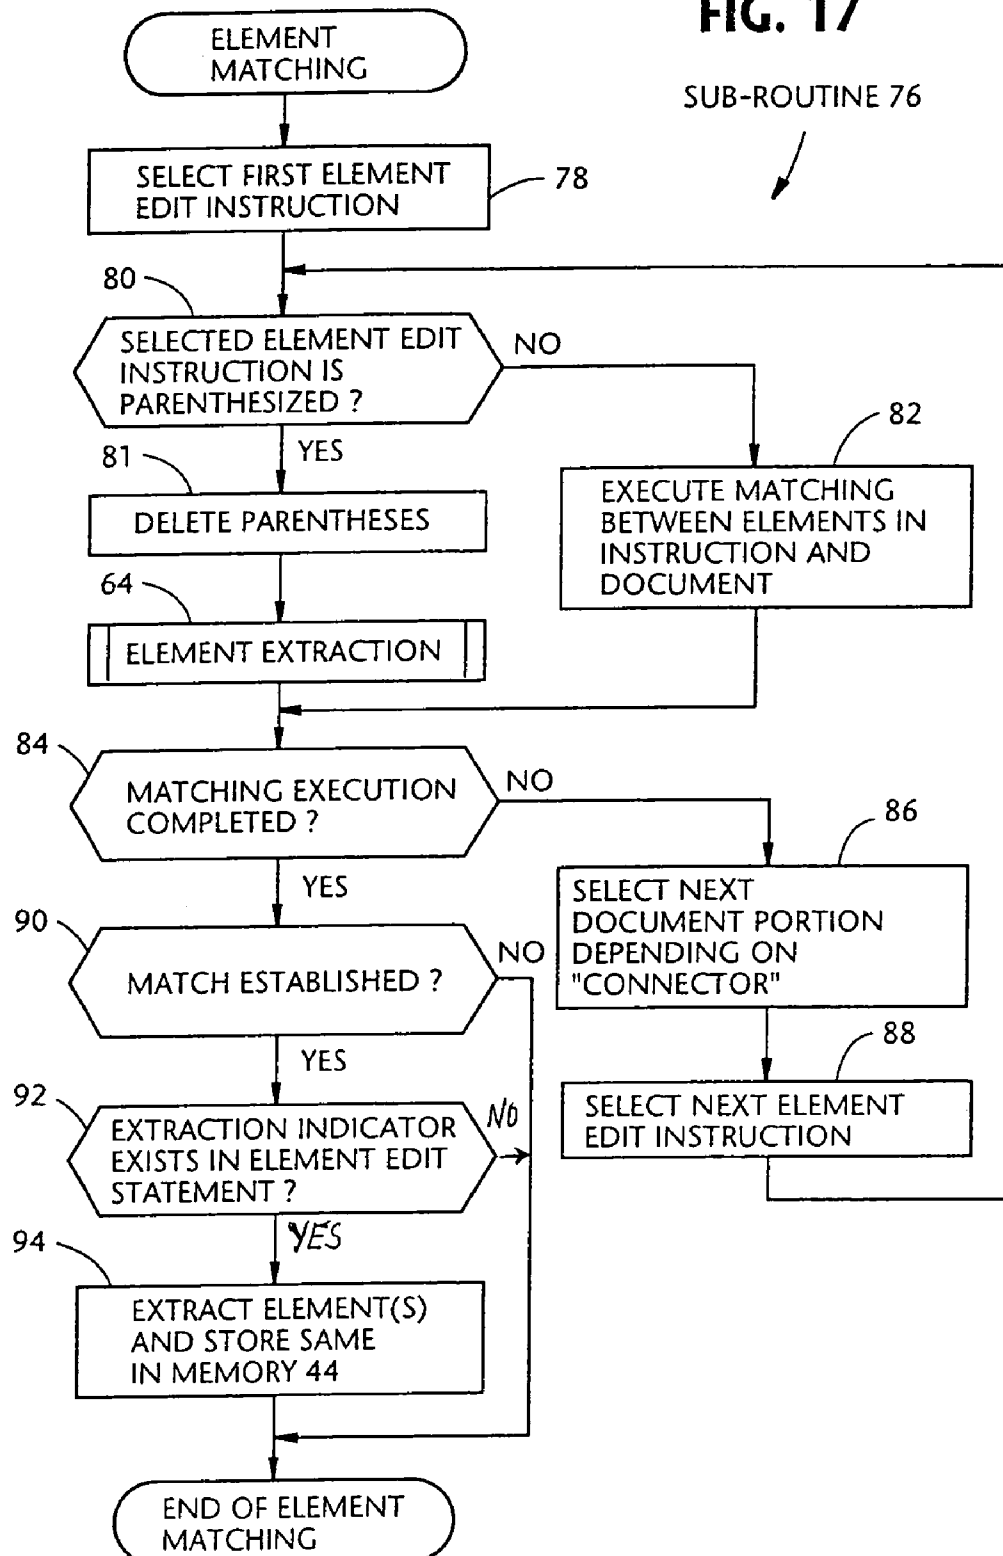 FIG. 17
SUB-ROUTINE 76
ELEMENT
MATCHING
SELECT FIRST ELEMENT
EDIT INSTRUCTION
78
80
SELECTED ELEMENT EDIT
INSTRUCTION IS
PARENTHESIZED ?
NO
YES
82
EXECUTE MATCHING
BETWEEN ELEMENTS IN
INSTRUCTION AND
DOCUMENT
81
DELETE PARENTHESES
64
ELEMENT EXTRACTION
84
MATCHING EXECUTION
COMPLETED ?
NO
YES
86
SELECT NEXT
DOCUMENT PORTION
DEPENDING ON
"CONNECTOR"
88
SELECT NEXT ELEMENT
EDIT INSTRUCTION
90
MATCH ESTABLISHED ?
NO
YES
92
EXTRACTION INDICATOR
EXISTS IN ELEMENT EDIT
STATEMENT ?
NO
YES
94
EXTRACT ELEMENT(S)
AND STORE SAME
IN MEMORY 44
END OF ELEMENT
MATCHING